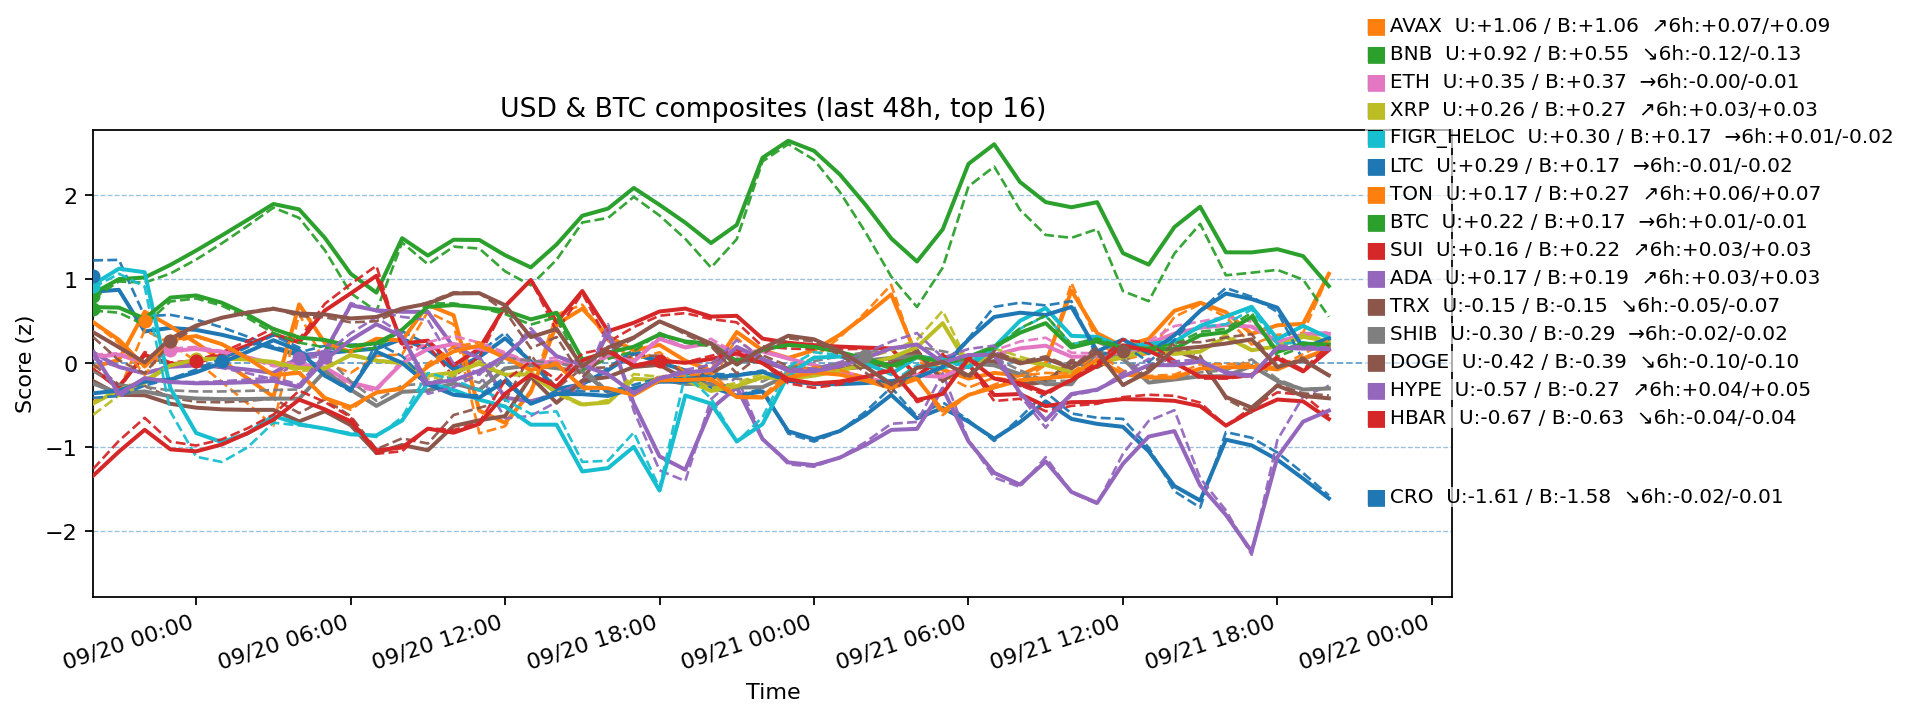 AVAX  U:+1.06 / B:+1.06  ↗6h:+0.07/+0.09
BNB  U:+0.92 / B:+0.55  ↘6h:-0.12/-0.13
ETH  U:+0.35 / B:+0.37  →6h:-0.00/-0.01
XRP  U:+0.26 / B:+0.27  ↗6h:+0.03/+0.03
FIGR_HELOC  U:+0.30 / B:+0.17  →6h:+0.01/-0.02
LTC  U:+0.29 / B:+0.17  →6h:-0.01/-0.02
TON  U:+0.17 / B:+0.27  ↗6h:+0.06/+0.07
BTC  U:+0.22 / B:+0.17  →6h:+0.01/-0.01
SUI  U:+0.16 / B:+0.22  ↗6h:+0.03/+0.03
ADA  U:+0.17 / B:+0.19  ↗6h:+0.03/+0.03
TRX  U:-0.15 / B:-0.15  ↘6h:-0.05/-0.07
SHIB  U:-0.30 / B:-0.29  →6h:-0.02/-0.02
DOGE  U:-0.42 / B:-0.39  ↘6h:-0.10/-0.10
HYPE  U:-0.57 / B:-0.27  ↗6h:+0.04/+0.05
HBAR  U:-0.67 / B:-0.63  ↘6h:-0.04/-0.04
CRO  U:-1.61 / B:-1.58  ↘6h:-0.02/-0.01
USD & BTC composites (last 48h, top 16)
Score (z)
2
1
0
−1
−2
09/20 00:00
09/20 06:00
09/20 12:00
09/20 18:00
09/21 00:00
09/21 06:00
09/21 12:00
09/21 18:00
09/22 00:00
Time